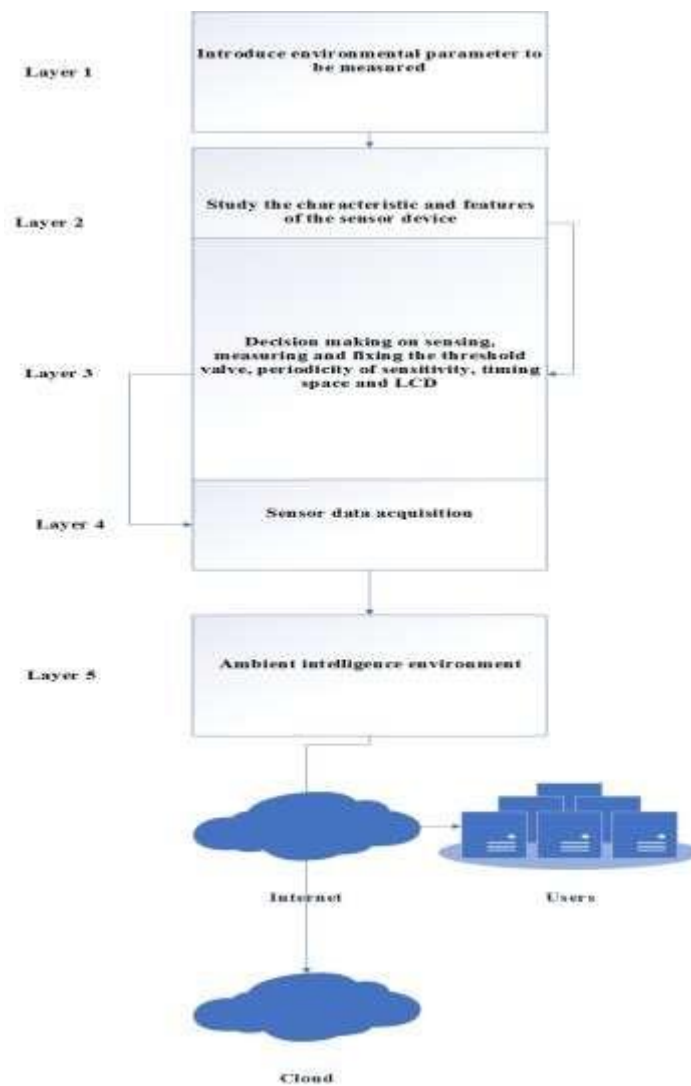 Introduce environmental parameter to
be measured
Layer 1
Study the characteristic and features
of the sensor device
Layer 2
Decision making on sensing,
measuring and fixing the threshold
valve, periodicity of sensitivity, timing
space and LCD
Layer 3
Sensor data acquisition
Layer 4
Ambient intelligence environment
Layer 5
Internet
Users
Cloud